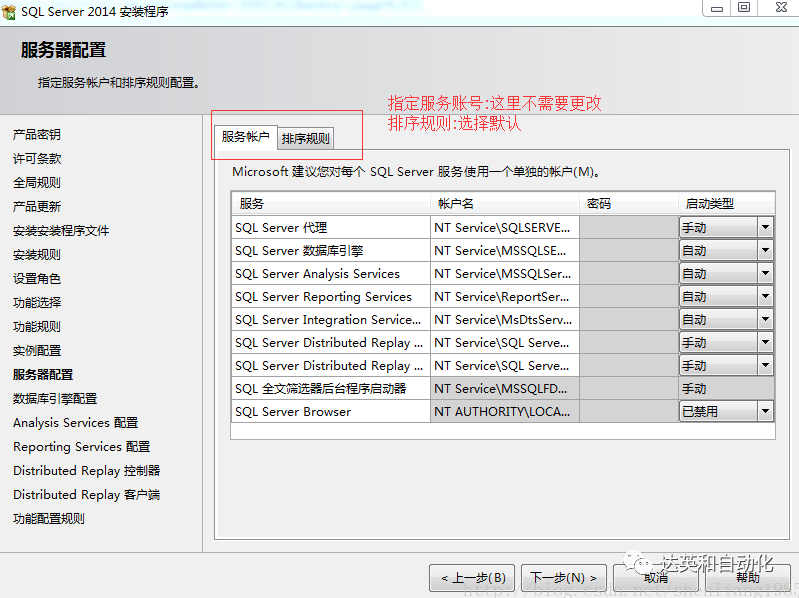 SQL Server 2014 安装程序
服务器配置
指定服务帐户和排序规则配置。
指定服务账号:这里不需要更改
排序规则:选择默认
产品密钥
许可条款
全局规则
产品更新
安装安装程序文件
安装规则
设置角色
功能选择
功能规则
实例配置
服务器配置
数据库引擎配置
Analysis Services 配置
Reporting Services 配置
Distributed Replay 控制器
Distributed Replay 客户端
功能配置规则
服务帐户 排序规则
Microsoft 建议您对每个 SQL Server 服务使用一个单独的帐户(M)。
服务 帐户名 密码 启动类型
SQL Server 代理 NT Service\SQLSERVE... 手动
SQL Server 数据库引擎 NT Service\MSSQLSE... 自动
SQL Server Analysis Services NT Service\MSSQLSer... 自动
SQL Server Reporting Services NT Service\ReportSer... 自动
SQL Server Integration Service... NT Service\MsDtsServ... 自动
SQL Server Distributed Replay ... NT Service\SQL Serve... 手动
SQL Server Distributed Replay ... NT Service\SQL Serve... 手动
SQL 全文筛选器后台程序启动器 NT Service\MSSQLFD... 手动
SQL Server Browser NT AUTHORITY\LOCA... 已禁用
< 上一步(B) 下一步(N) > 取消 帮助
达英和自动化
http://blog.csdn.net/zhenliang1985